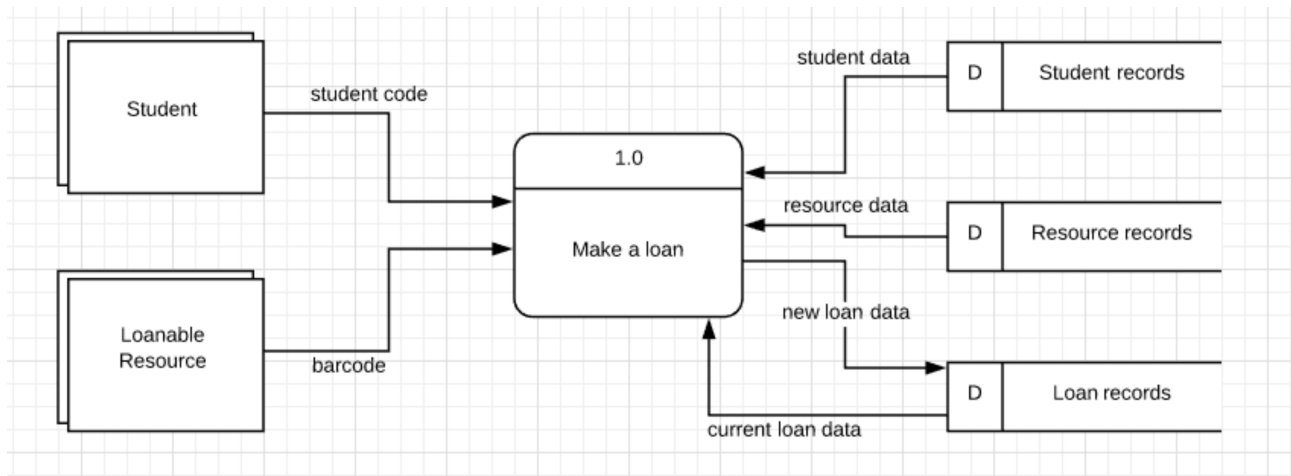 student data
D
Student records
Student
student code
1.0
resource data
D
Resource records
Make a loan
new loan data
Loanable
Resource
barcode
D
Loan records
current loan data